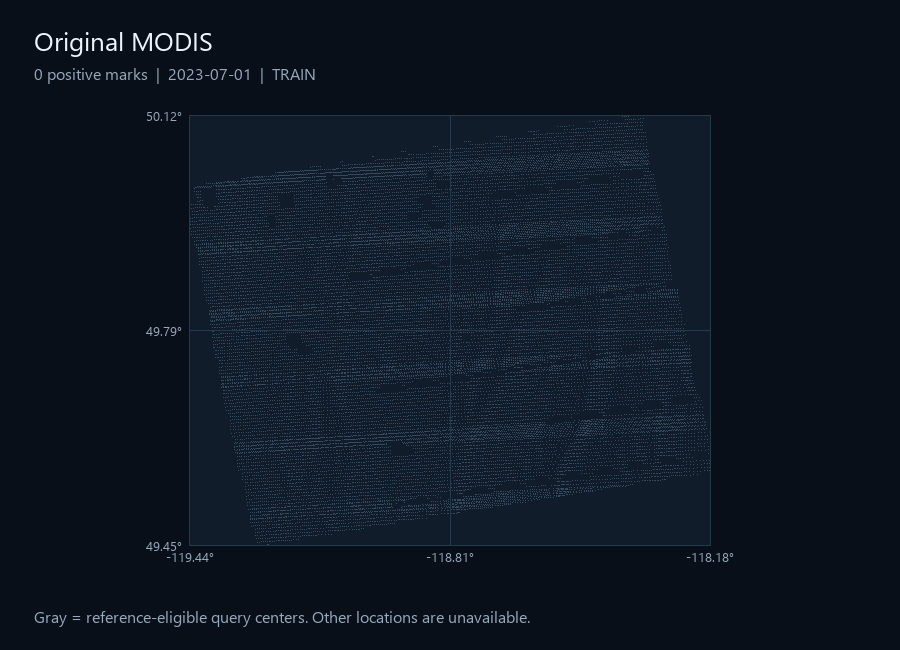 Original MODIS
0 positive marks | 2023-07-01 | TRAIN
50.12°
49.79°
49.45°
-119.44°
-118.81°
-118.18°
Gray = reference-eligible query centers. Other locations are unavailable.